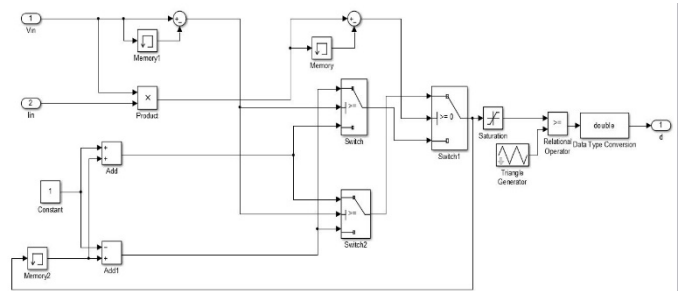 1
Vin
Memory1
Memory
2
Iin
×
Product
>=
Switch
>= 0
Switch1
Saturation
>=
Relational
Operator
double
Data Type Conversion
1
d
Triangle
Generator
+
+
Add
1
Constant
>=
Switch2
−
+
Add1
Memory2